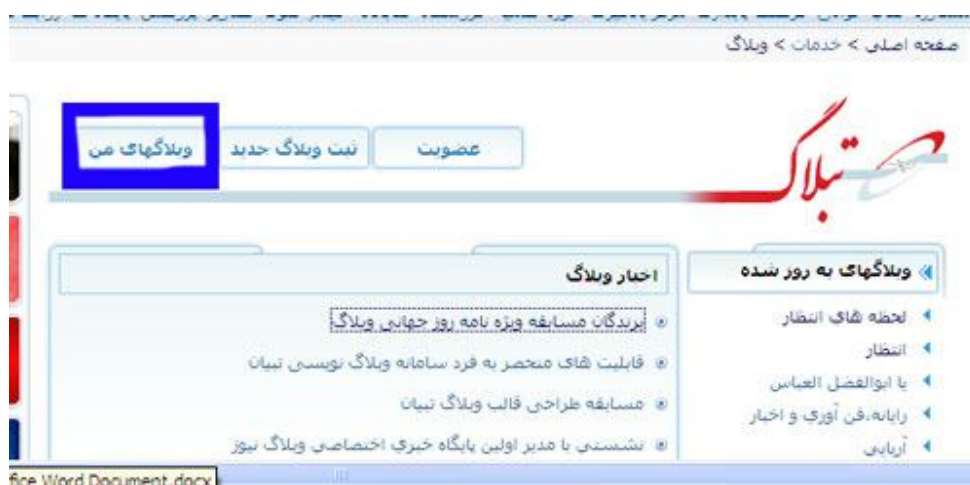 صفحه اصلی > خدمات > وبلاگ
تبلاگ
عضویت
ثبت وبلاگ جدید
وبلاگهای من
وبلاگهای به روز شده
لحظه های انتظار
انتظار
یا ابوالفضل العباس
رایانه،فن آوری و اخبار
آریایی
اخبار وبلاگ
برندگان مسابقه ویژه نامه روز جهانی وبلاگ
قابلیت های منحصر به فرد سامانه وبلاگ نویسی تبیان
مسابقه طراحی قالب وبلاگ تبیان
نشستی با مدیر اولین پایگاه خبری اختصاصی وبلاگ نیوز
ffice Word Document.docx